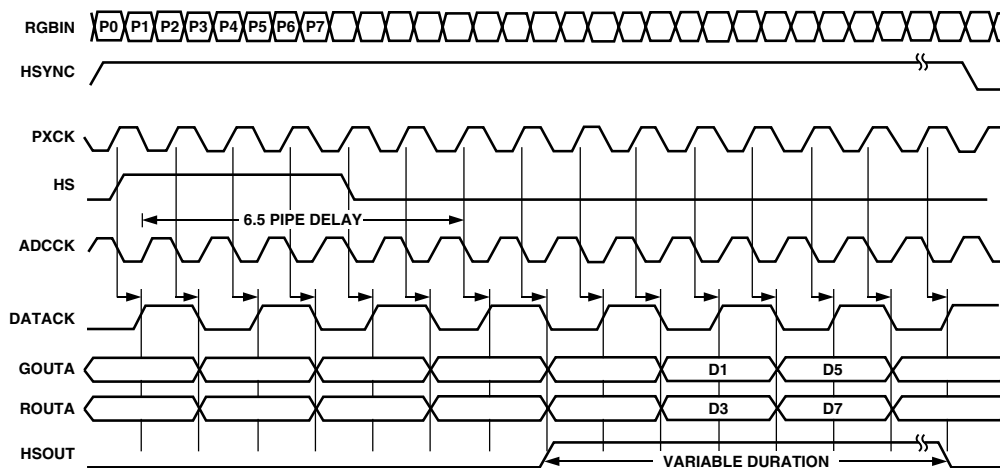 RGBIN P0 P1 P2 P3 P4 P5 P6 P7
HSYNC
PXCK
HS
6.5 PIPE DELAY
ADCCK
DATACK
GOUTA D1 D5
ROUTA D3 D7
HSOUT
VARIABLE DURATION